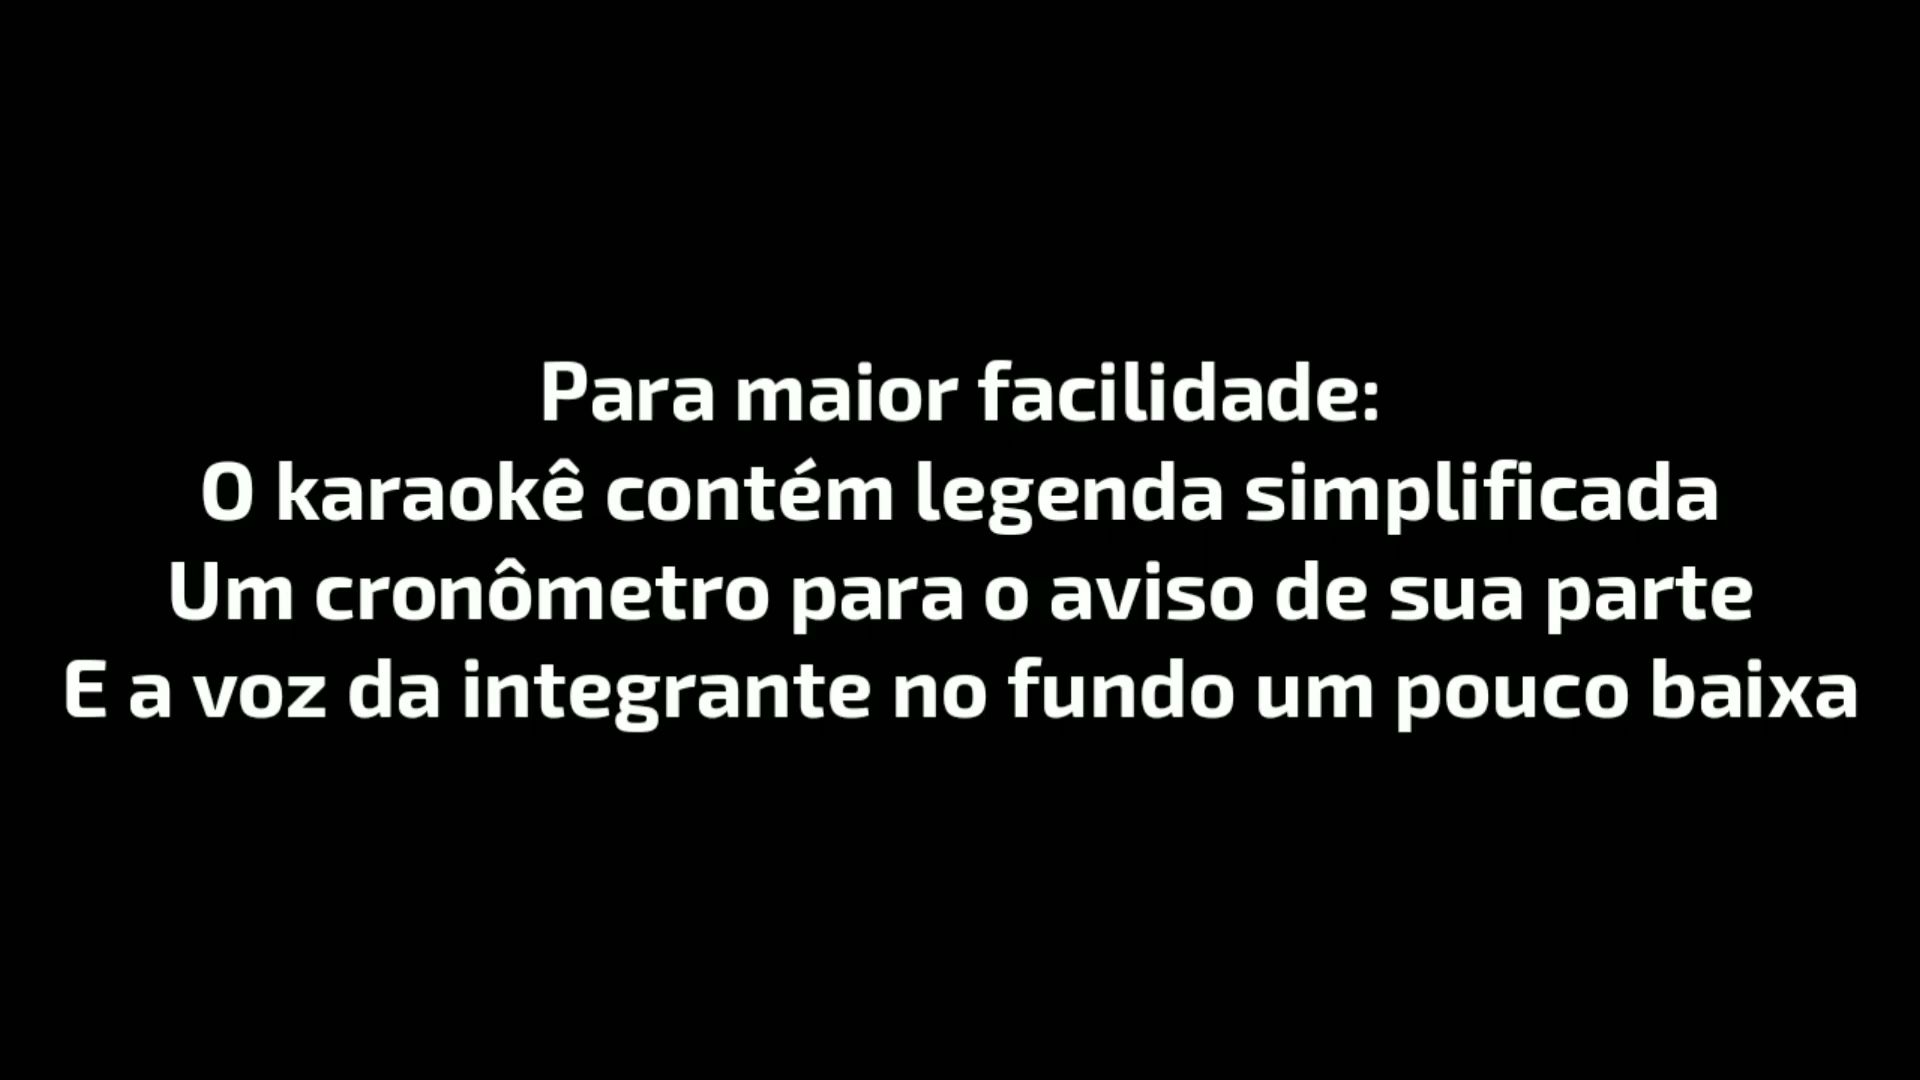 Para maior facilidade:
O karaokê contém legenda simplificada
Um cronômetro para o aviso de sua parte
E a voz da integrante no fundo um pouco baixa